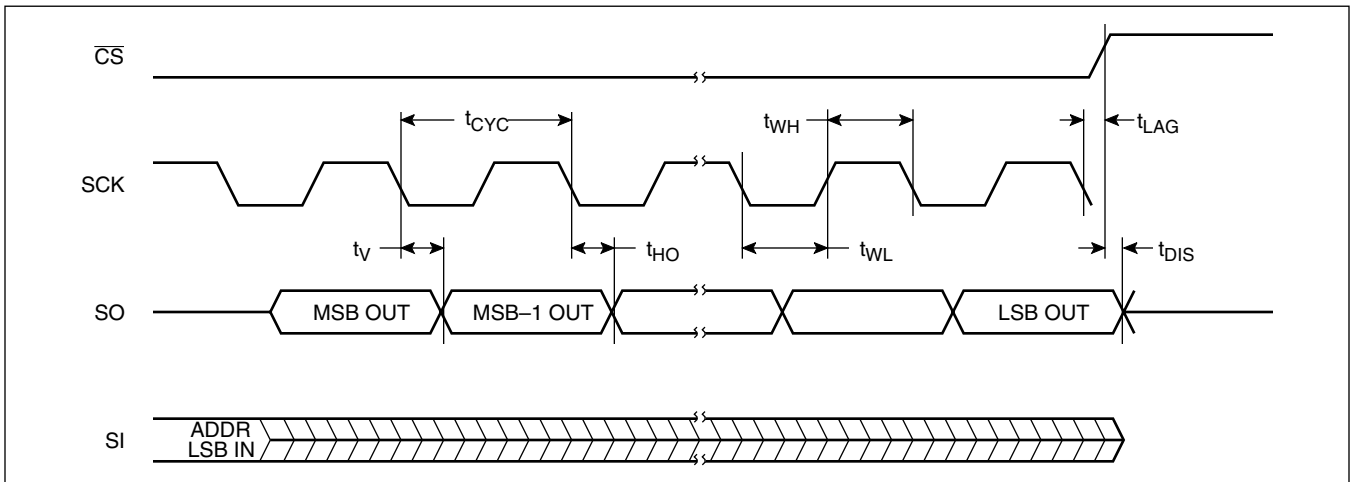 CS
tCYC
tWH
tLAG
SCK
tV
tHO
tWL
tDIS
SO
MSB OUT
MSB–1 OUT
LSB OUT
SI
ADDR
LSB IN